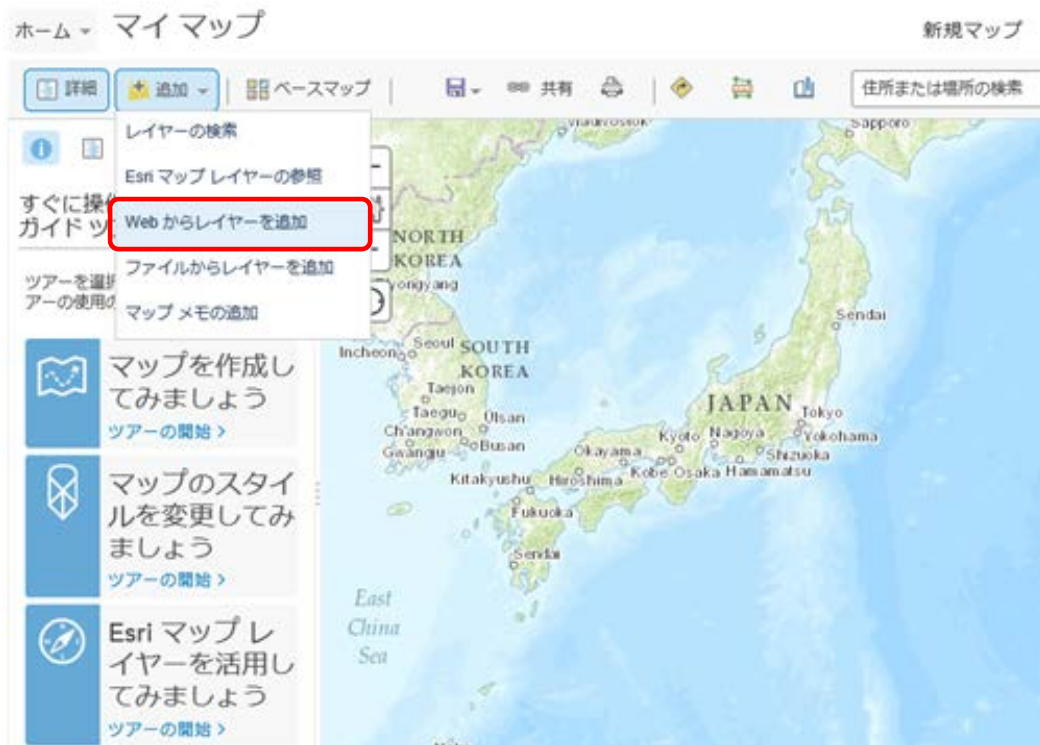 ホーム マイ マップ
新規マップ
詳細 追加 ベースマップ 共有 住所または場所の検索
レイヤーの検索
Esri マップ レイヤーの参照
Web からレイヤーを追加
ファイルからレイヤーを追加
マップ メモの追加
すぐに操
ガイド ツ
ツアーを選
アーの使用の
マップを作成し
てみましょう
ツアーの開始 >
マップのスタイ
ルを変更してみ
ましょう
ツアーの開始 >
Esri マップ レ
イヤーを活用し
てみましょう
ツアーの開始 >
Vladivostok
Sapporo
NORTH
KOREA
yongyang
Sendai
Incheon
Seoul
SOUTH
KOREA
Taejon
Taegu
Ulsan
Ch'angwon
Gwangju
Busan
JAPAN
Tokyo
Yokohama
Kyoto
Nagoya
Shizuoka
Okayama
Kobe
Osaka
Hamamatsu
Kitakyushu
Hiroshima
Fukuoka
Sendai
East
China
Sea